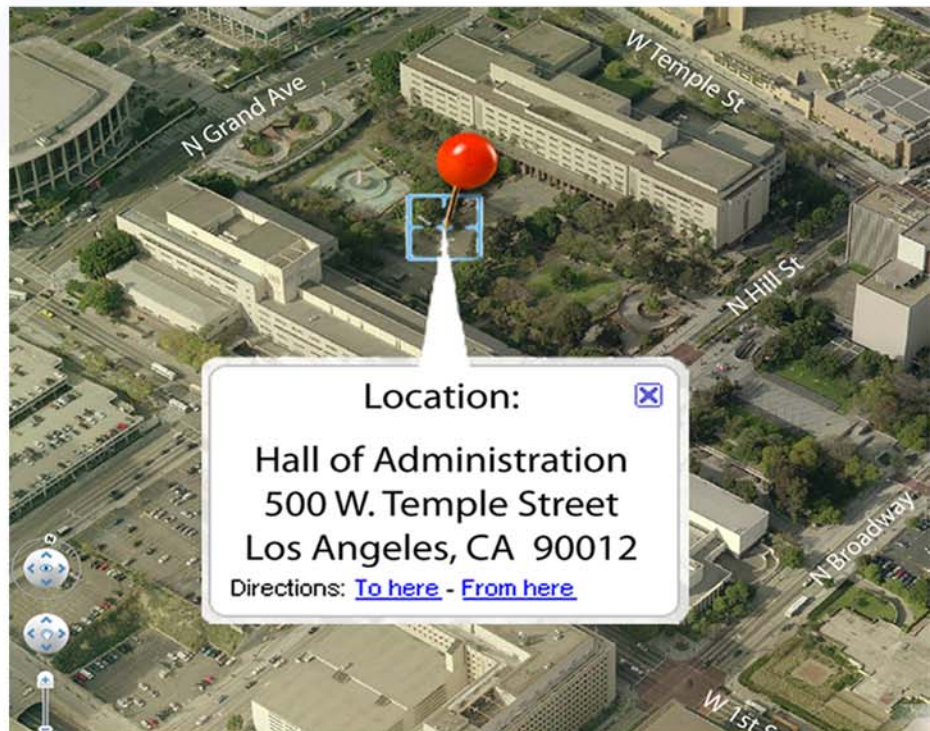 N Grand Ave
W Temple St
N Hill St
Location:
Hall of Administration
500 W. Temple Street
Los Angeles, CA  90012
Directions: To here - From here
N Broadway
N
W 1st S